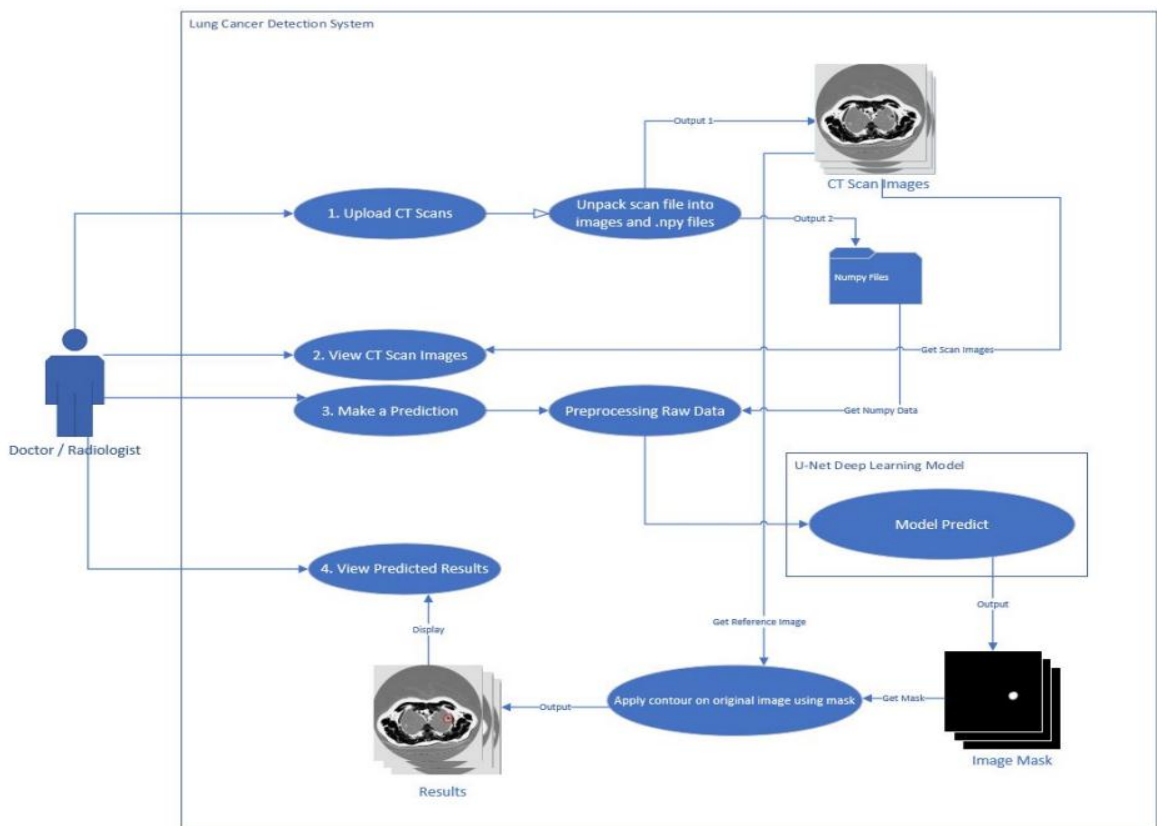 Lung Cancer Detection System
Output 1
CT Scan Images
1. Upload CT Scans
Unpack scan file into
images and .npy files
Output 2
Numpy Files
2. View CT Scan Images
Get Scan Images
3. Make a Prediction
Preprocessing Raw Data
Get Numpy Data
Doctor / Radiologist
U-Net Deep Learning Model
Model Predict
4. View Predicted Results
Output
Display
Get Reference Image
Apply contour on original image using mask
Get Mask
Output
Image Mask
Results